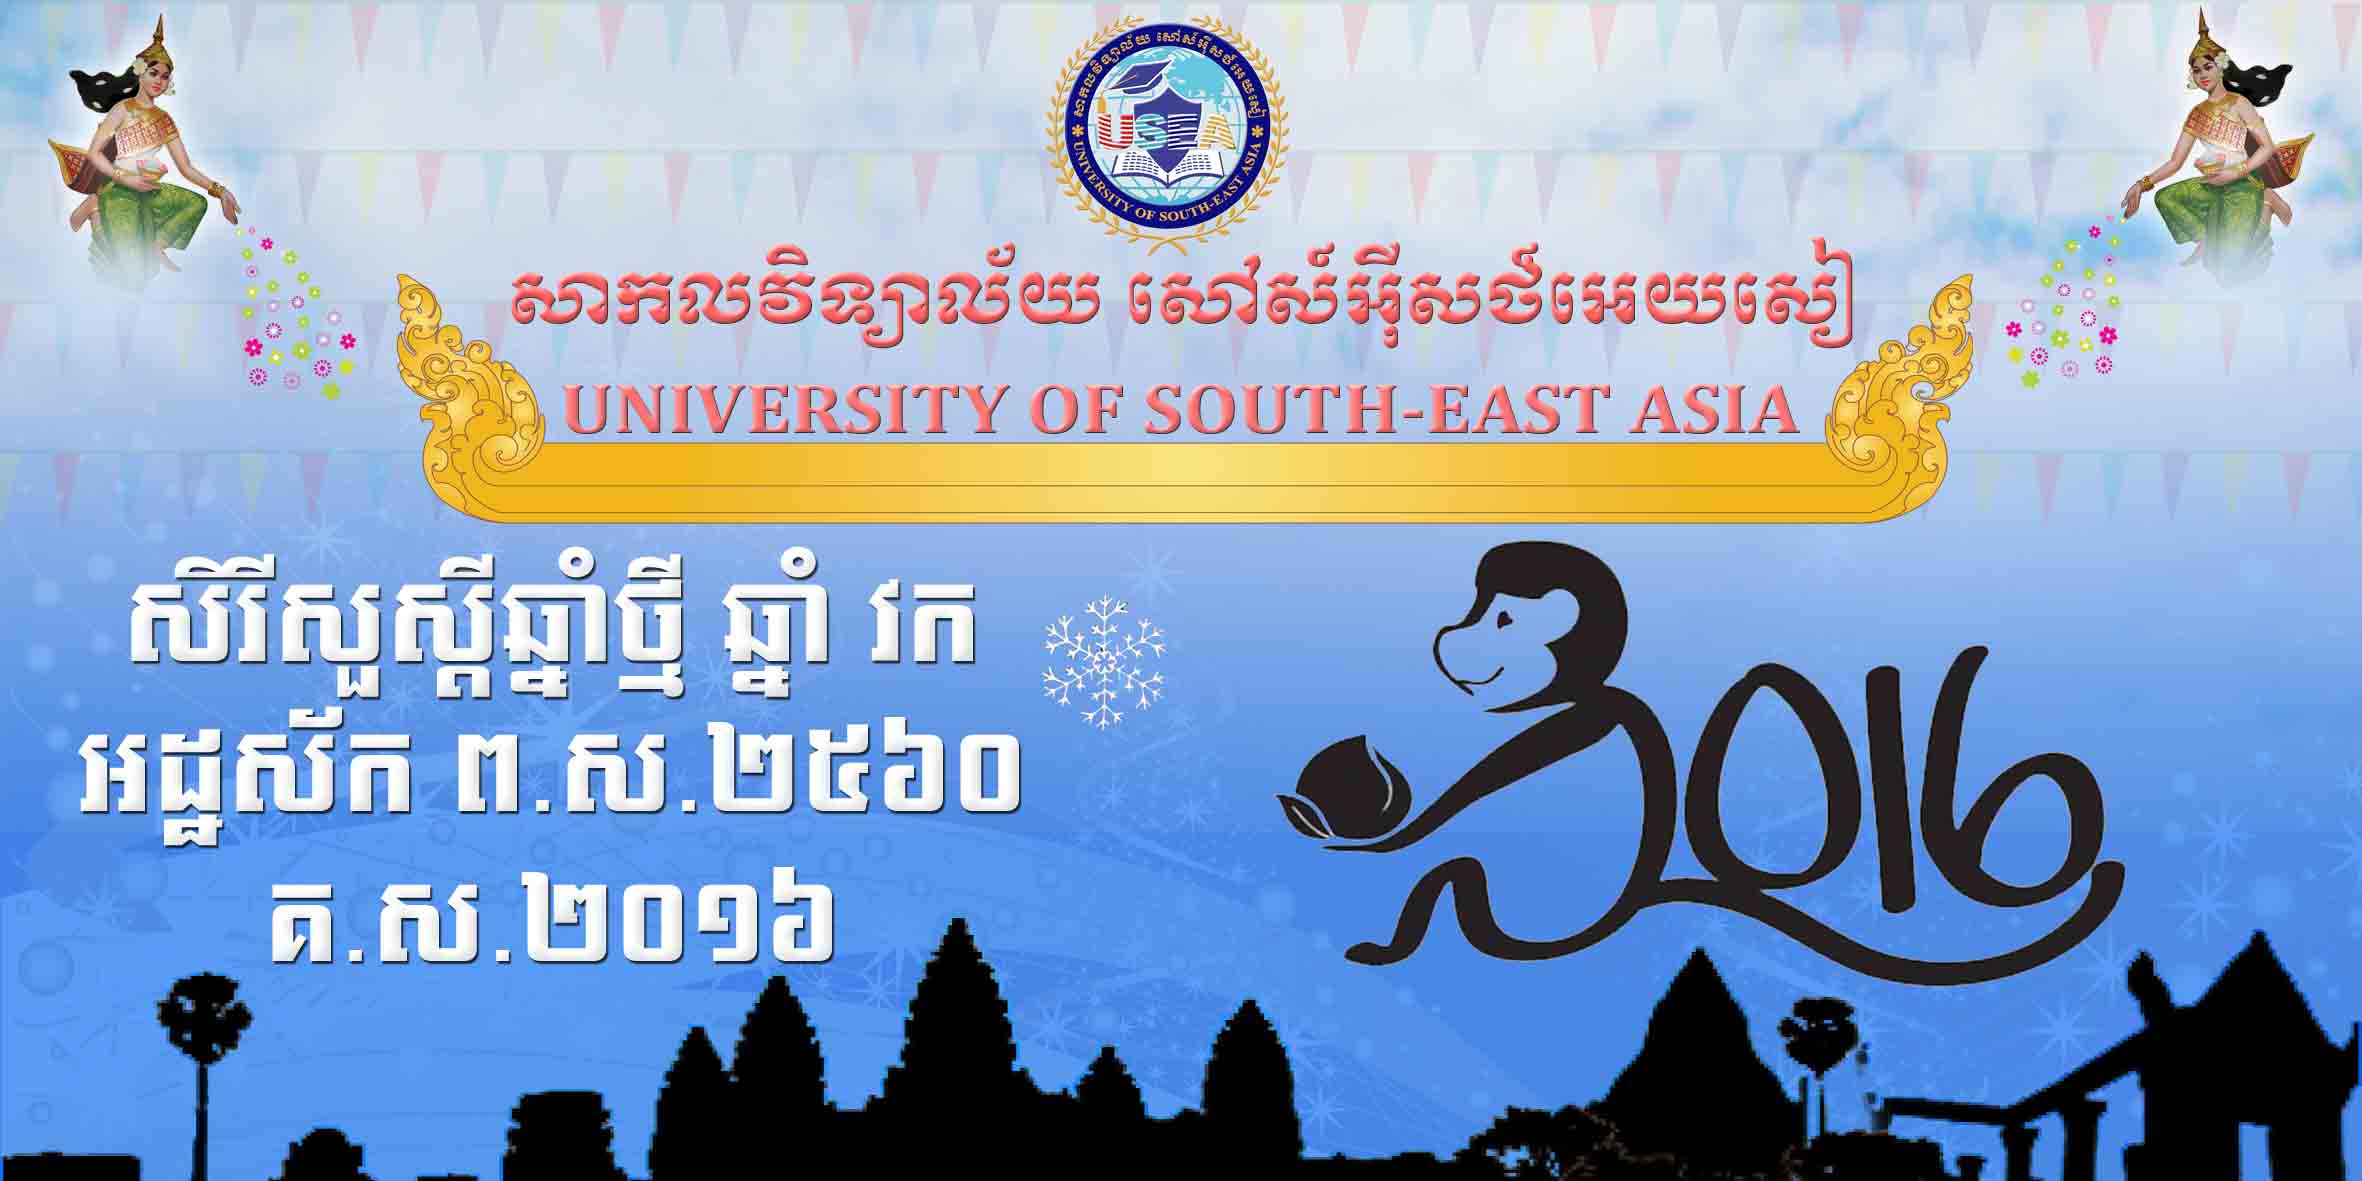 សាកលវិទ្យាល័យ សៅស៍អ៊ីសថ៍អេយសៀ
USEA
UNIVERSITY OF SOUTH-EAST ASIA
សាកលវិទ្យាល័យ សៅស៍អ៊ីសថ៍អេយសៀ
UNIVERSITY OF SOUTH-EAST ASIA
សិរីសួស្តីឆ្នាំថ្មី ឆ្នាំ វក
អដ្ឋស័ក ព.ស.២៥៦០
គ.ស.២០១៦
2016